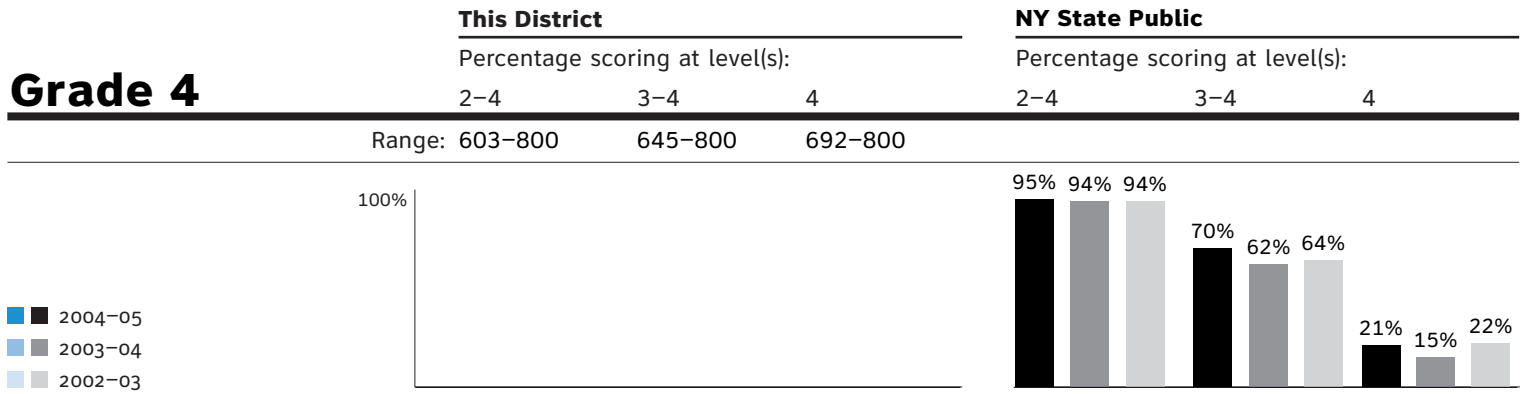 This District NY State Public
Percentage scoring at level(s): Percentage scoring at level(s):
Grade 4 2–4 3–4 4 2–4 3–4 4
Range: 603–800 645–800 692–800
100%
95% 94% 94%
70% 62% 64%
21% 15% 22%
2004–05
2003–04
2002–03